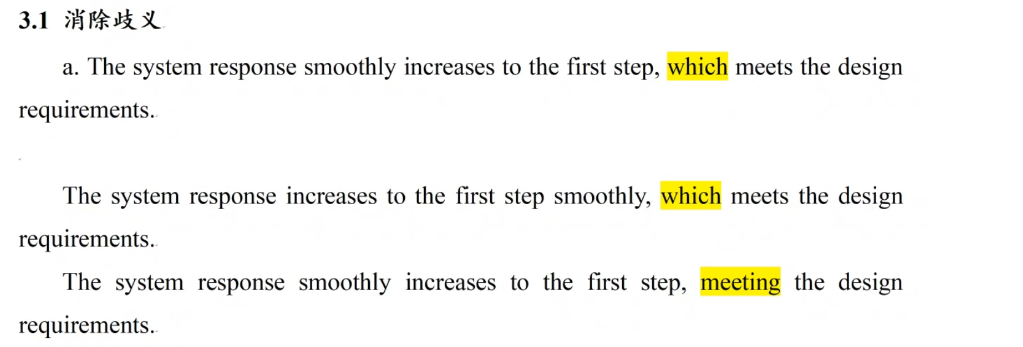 3.1 消除歧义
a. The system response smoothly increases to the first step, which meets the design
requirements.
The system response increases to the first step smoothly, which meets the design
requirements.
The system response smoothly increases to the first step, meeting the design
requirements.